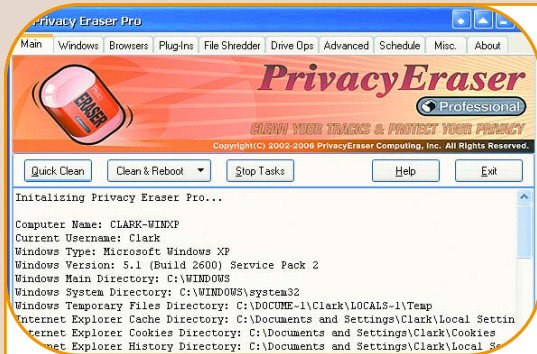 Privacy Eraser Pro
Main Windows Browsers Plug-Ins File Shredder Drive Ops Advanced Schedule Misc. About
ERASER
PrivacyEraser
Professional
CLEAN YOUR TRACKS & PROTECT YOUR PRIVACY
Copyright(C) 2002-2006 PrivacyEraser Computing, Inc. All Rights Reserved.
Quick Clean Clean & Reboot Stop Tasks Help Exit
Initalizing Privacy Eraser Pro...
Computer Name: CLARK-WINXP
Current Username: Clark
Windows Type: Microsoft Windows XP
Windows Version: 5.1 (Build 2600) Service Pack 2
Windows Main Directory: C:\WINDOWS
Windows System Directory: C:\WINDOWS\system32
Windows Temporary Files Directory: C:\DOCUME~1\Clark\LOCALS~1\Temp
Internet Explorer Cache Directory: C:\Documents and Settings\Clark\Local Settin
Internet Explorer Cookies Directory: C:\Documents and Settings\Clark\Cookies
Internet Explorer History Directory: C:\Documents and Settings\Clark\Local Se